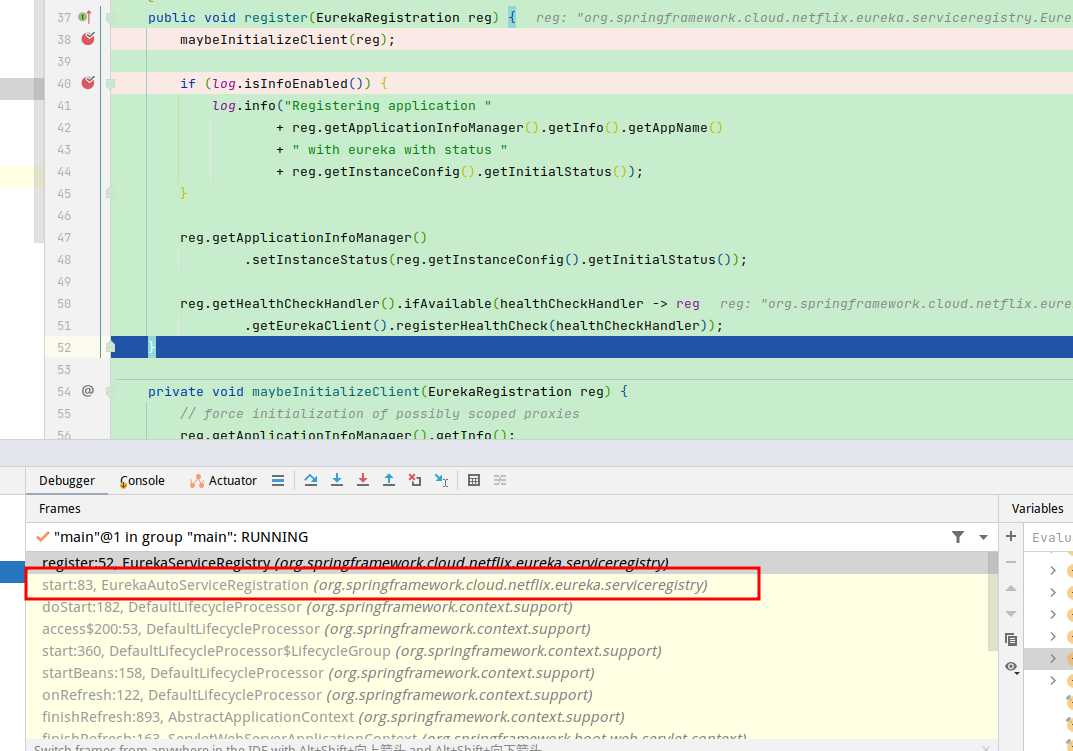 37 public void register(EurekaRegistration reg) { reg: "org.springframework.cloud.netflix.eureka.serviceregistry.Eure
38 maybeInitializeClient(reg);
39
40 if (log.isInfoEnabled()) {
41 log.info("Registering application "
42 + reg.getApplicationInfoManager().getInfo().getAppName()
43 + " with eureka with status "
44 + reg.getInstanceConfig().getInitialStatus());
45 }
46
47 reg.getApplicationInfoManager()
48 .setInstanceStatus(reg.getInstanceConfig().getInitialStatus());
49
50 reg.getHealthCheckHandler().ifAvailable(healthCheckHandler -> reg reg: "org.springframework.cloud.netflix.eure
51 .getEurekaClient().registerHealthCheck(healthCheckHandler));
52 }
53
54 @ private void maybeInitializeClient(EurekaRegistration reg) {
55 // force initialization of possibly scoped proxies
56 reg.getApplicationInfoManager().getInfo();
Debugger Console Actuator
Frames Variables
"main"@1 in group "main": RUNNING Evalu
register:52, EurekaServiceRegistry (org.springframework.cloud.netflix.eureka.serviceregistry)
start:83, EurekaAutoServiceRegistration (org.springframework.cloud.netflix.eureka.serviceregistry)
doStart:182, DefaultLifecycleProcessor (org.springframework.context.support)
access$200:53, DefaultLifecycleProcessor (org.springframework.context.support)
start:360, DefaultLifecycleProcessor$LifecycleGroup (org.springframework.context.support)
startBeans:158, DefaultLifecycleProcessor (org.springframework.context.support)
onRefresh:122, DefaultLifecycleProcessor (org.springframework.context.support)
finishRefresh:893, AbstractApplicationContext (org.springframework.context.support)
finishRefresh:163, ServletWebServerApplicationContext (org.springframework.boot.web.servlet.context)
Switch frames from anywhere in the IDE with Alt+Shift+向上箭头 and Alt+Shift+向下箭头